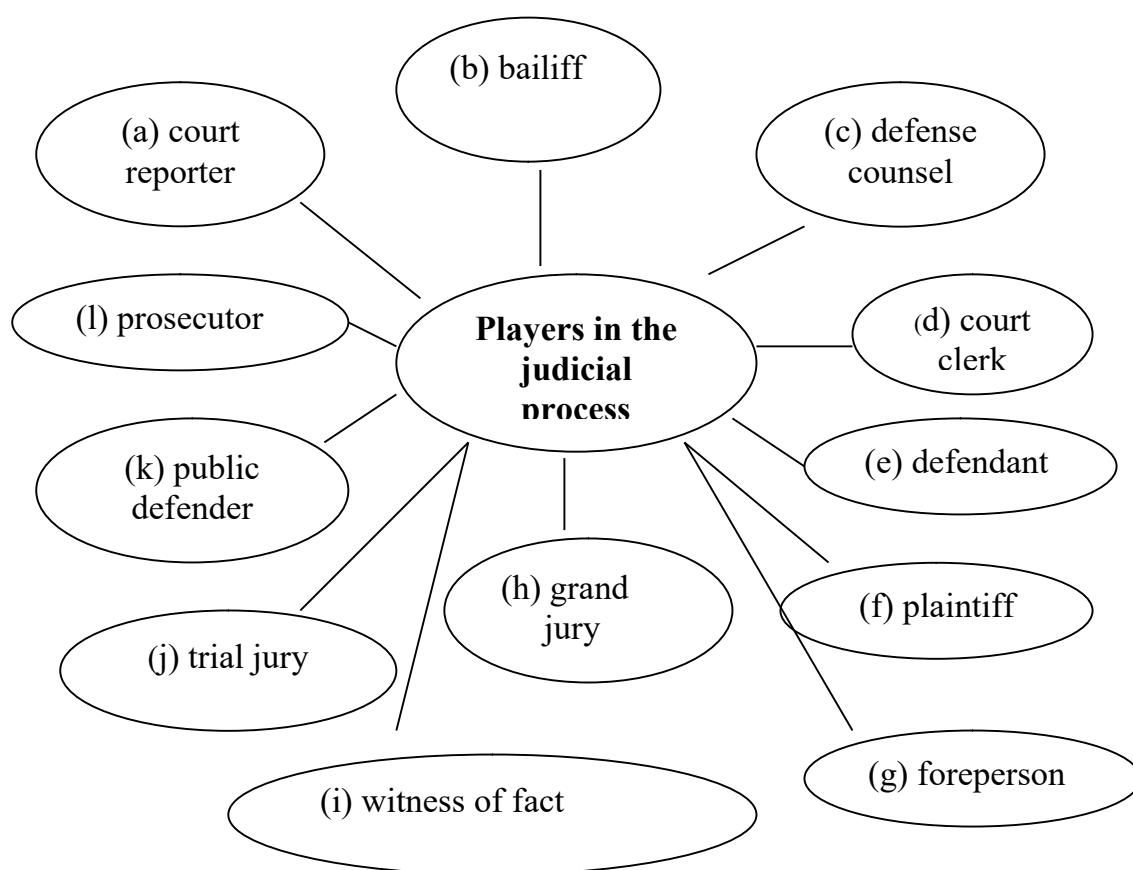 (b) bailiff
(a) court
reporter
(c) defense
counsel
(l) prosecutor
Players in the
judicial
process
(d) court
clerk
(k) public
defender
(e) defendant
(h) grand
jury
(f) plaintiff
(j) trial jury
(i) witness of fact
(g) foreperson